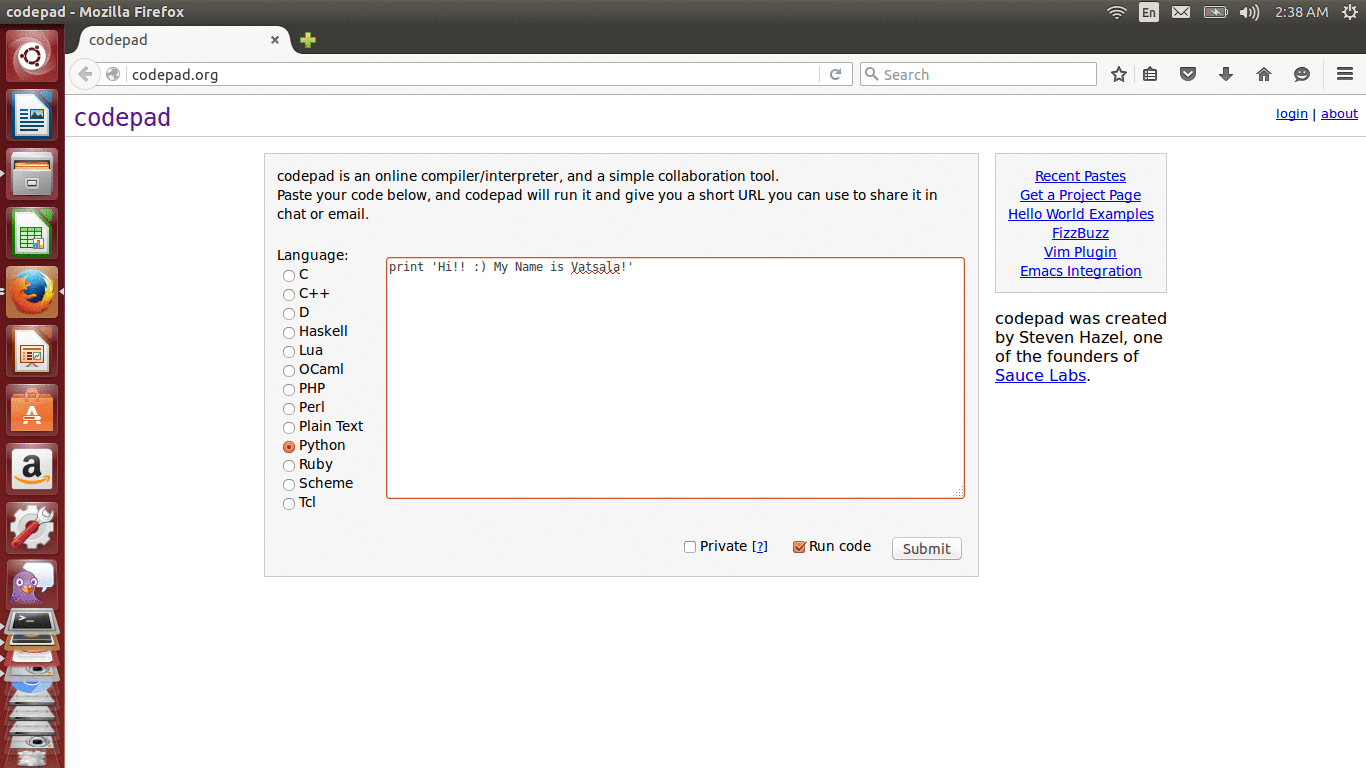 codepad - Mozilla Firefox
En
2:38 AM
codepad
codepad.org
Search
codepad
login | about
codepad is an online compiler/interpreter, and a simple collaboration tool.
Paste your code below, and codepad will run it and give you a short URL you can use to share it in
chat or email.
Language:
C
C++
D
Haskell
Lua
OCaml
PHP
Perl
Plain Text
Python
Ruby
Scheme
Tcl
print 'Hi!! :) My Name is Vatsala!'
Private [?]
Run code
Submit
Recent Pastes
Get a Project Page
Hello World Examples
FizzBuzz
Vim Plugin
Emacs Integration
codepad was created
by Steven Hazel, one
of the founders of
Sauce Labs.